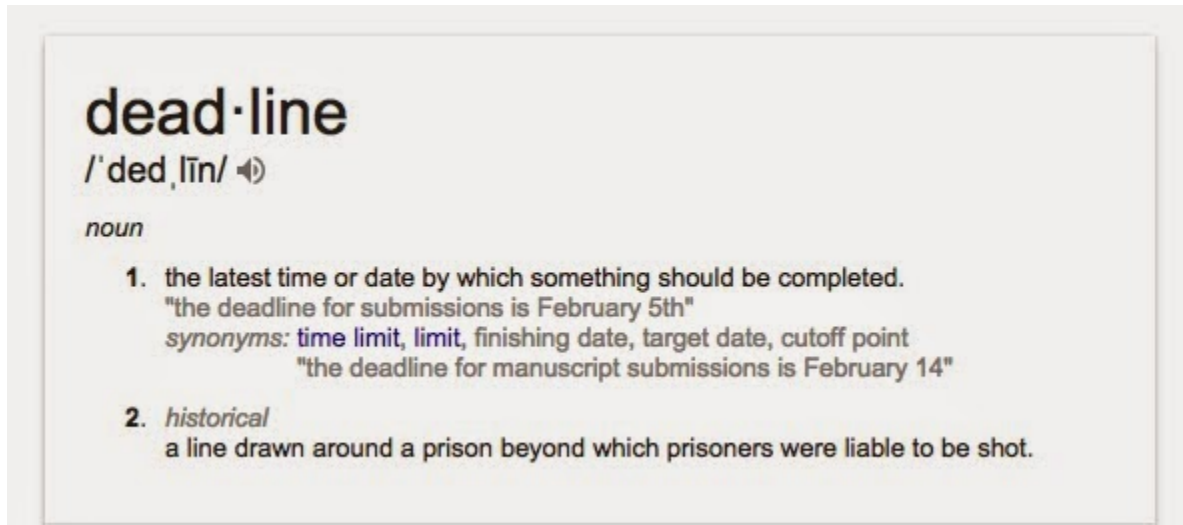 dead·line
/ˈdedˌlīn/
noun
1. the latest time or date by which something should be completed.
"the deadline for submissions is February 5th"
synonyms: time limit, limit, finishing date, target date, cutoff point
"the deadline for manuscript submissions is February 14"
2. historical
a line drawn around a prison beyond which prisoners were liable to be shot.